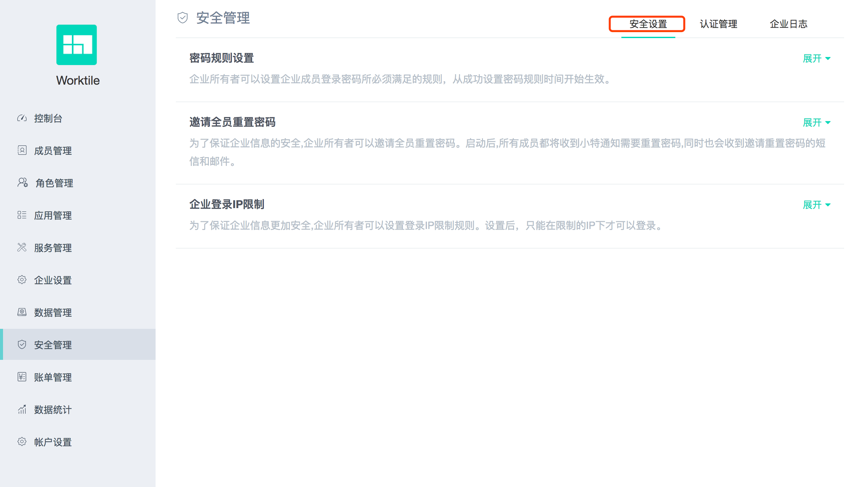 Worktile
控制台
成员管理
角色管理
应用管理
服务管理
企业设置
数据管理
安全管理
账单管理
数据统计
帐户设置
安全管理
安全设置
认证管理
企业日志
密码规则设置
展开
企业所有者可以设置企业成员登录密码所必须满足的规则，从成功设置密码规则时间开始生效。
邀请全员重置密码
展开
为了保证企业信息的安全,企业所有者可以邀请全员重置密码。启动后,所有成员都将收到小特通知需要重置密码,同时也会收到邀请重置密码的短
信和邮件。
企业登录IP限制
展开
为了保证企业信息更加安全,企业所有者可以设置登录IP限制规则。设置后，只能在限制的IP下才可以登录。